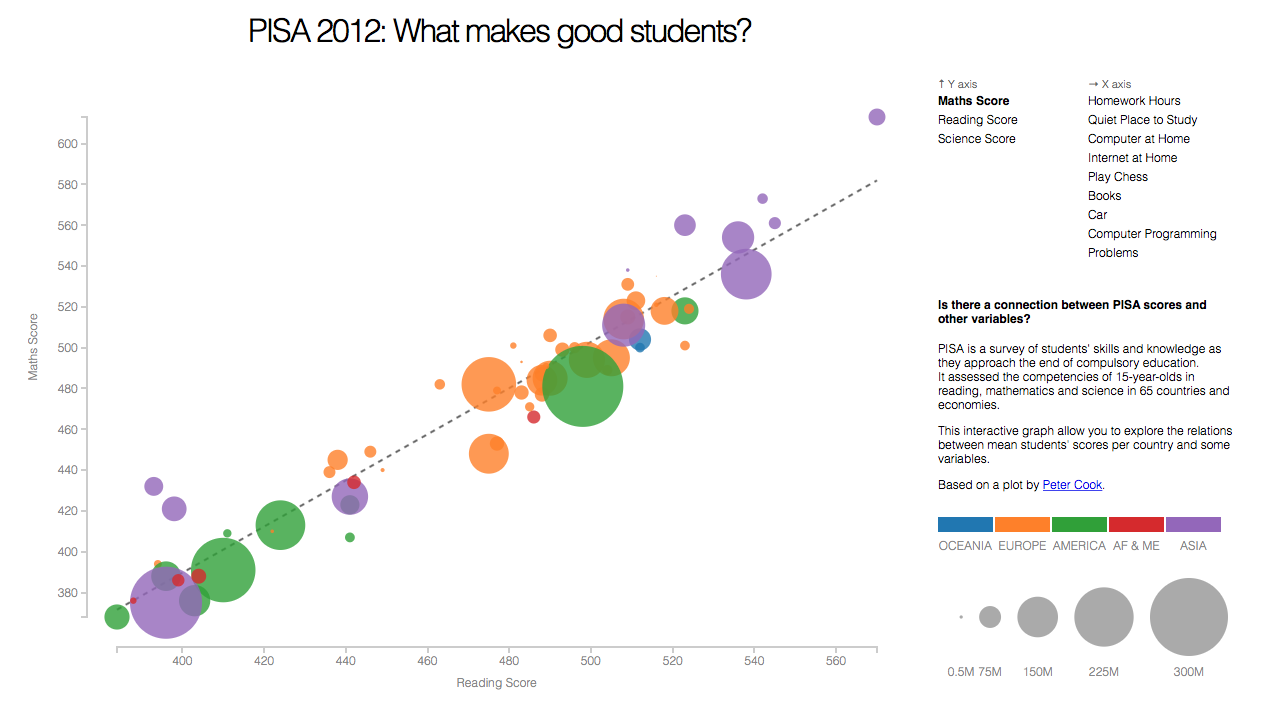 PISA 2012: What makes good students?
↑ Y axis
Maths Score
Reading Score
Science Score
→ X axis
Homework Hours
Quiet Place to Study
Computer at Home
Internet at Home
Play Chess
Books
Car
Computer Programming
Problems
600
580
560
540
520
500
480
460
440
420
400
380
Maths Score
400 420 440 460 480 500 520 540 560
Reading Score
Is there a connection between PISA scores and
other variables?
PISA is a survey of students' skills and knowledge as
they approach the end of compulsory education.
It assessed the competencies of 15-year-olds in
reading, mathematics and science in 65 countries and
economies.
This interactive graph allow you to explore the relations
between mean students' scores per country and some
variables.
Based on a plot by Peter Cook.
OCEANIA EUROPE AMERICA AF & ME ASIA
0.5M 75M 150M 225M 300M